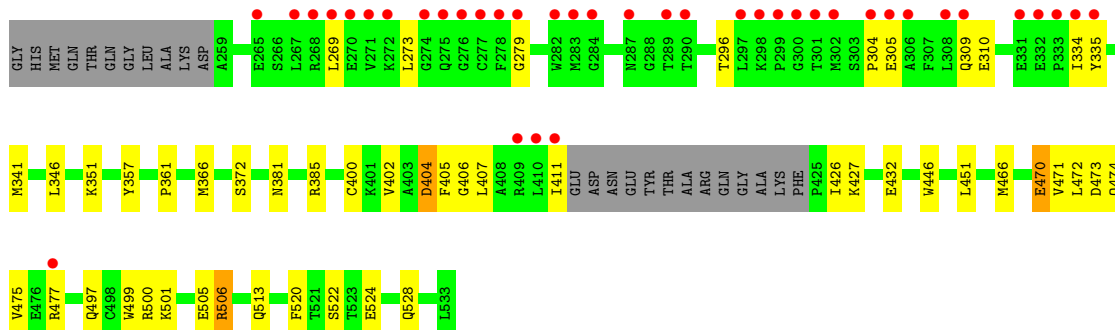 GLY HIS MET GLN THR GLN GLY LEU ALA LYS ASP A259 E265 S266 L267 R268 L269 E270 V271 K272 L273 G274 Q275 G276 C277 F278 G279 W282 M283 G284 N287 G288 T289 T290 T296 L297 K298 P299 G300 T301 M302 S303 P304 E305 A306 F307 L308 Q309 E310 E331 E332 P333 I334 Y335
M341 L346 K351 Y357 P361 M366 S372 N381 R385 C400 K401 V402 A403 D404 F405 G406 L407 A408 R409 L410 I411 GLU ASP ASN GLU TYR THR ALA ARG GLN GLY ALA LYS PHE P425 I426 K427 E432 W446 L451 M466 E470 V471 L472 D473
V475 E476 R477 Q497 C498 W499 R500 K501 E505 R506 Q513 F520 T521 S522 T523 E524 Q528 L533